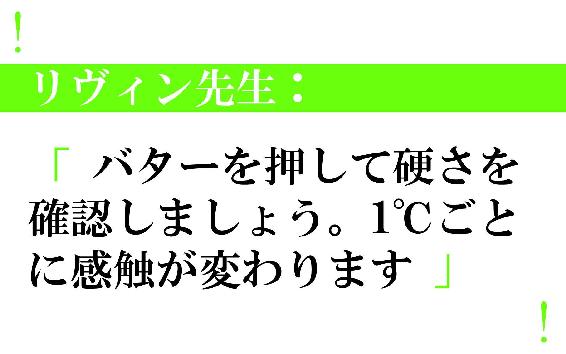 !
リヴィン先生：
「 バターを押して硬さを
確認しましょう。1℃ごと
に感触が変わります 」
!